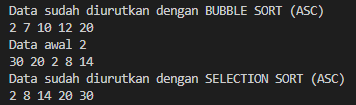 Data sudah diurutkan dengan BUBBLE SORT (ASC)
2 7 10 12 20
Data awal 2
30 20 2 8 14
Data sudah diurutkan dengan SELECTION SORT (ASC)
2 8 14 20 30